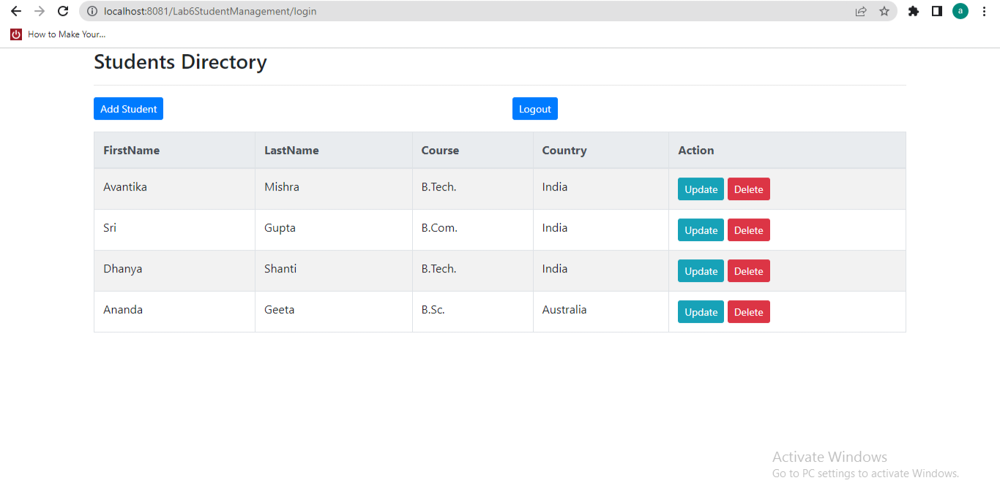 localhost:8081/Lab6StudentManagement/login
a
How to Make Your...
Students Directory
Add Student Logout
FirstName LastName Course Country Action
Avantika Mishra B.Tech. India Update Delete
Sri Gupta B.Com. India Update Delete
Dhanya Shanti B.Tech. India Update Delete
Ananda Geeta B.Sc. Australia Update Delete
Activate Windows
Go to PC settings to activate Windows.